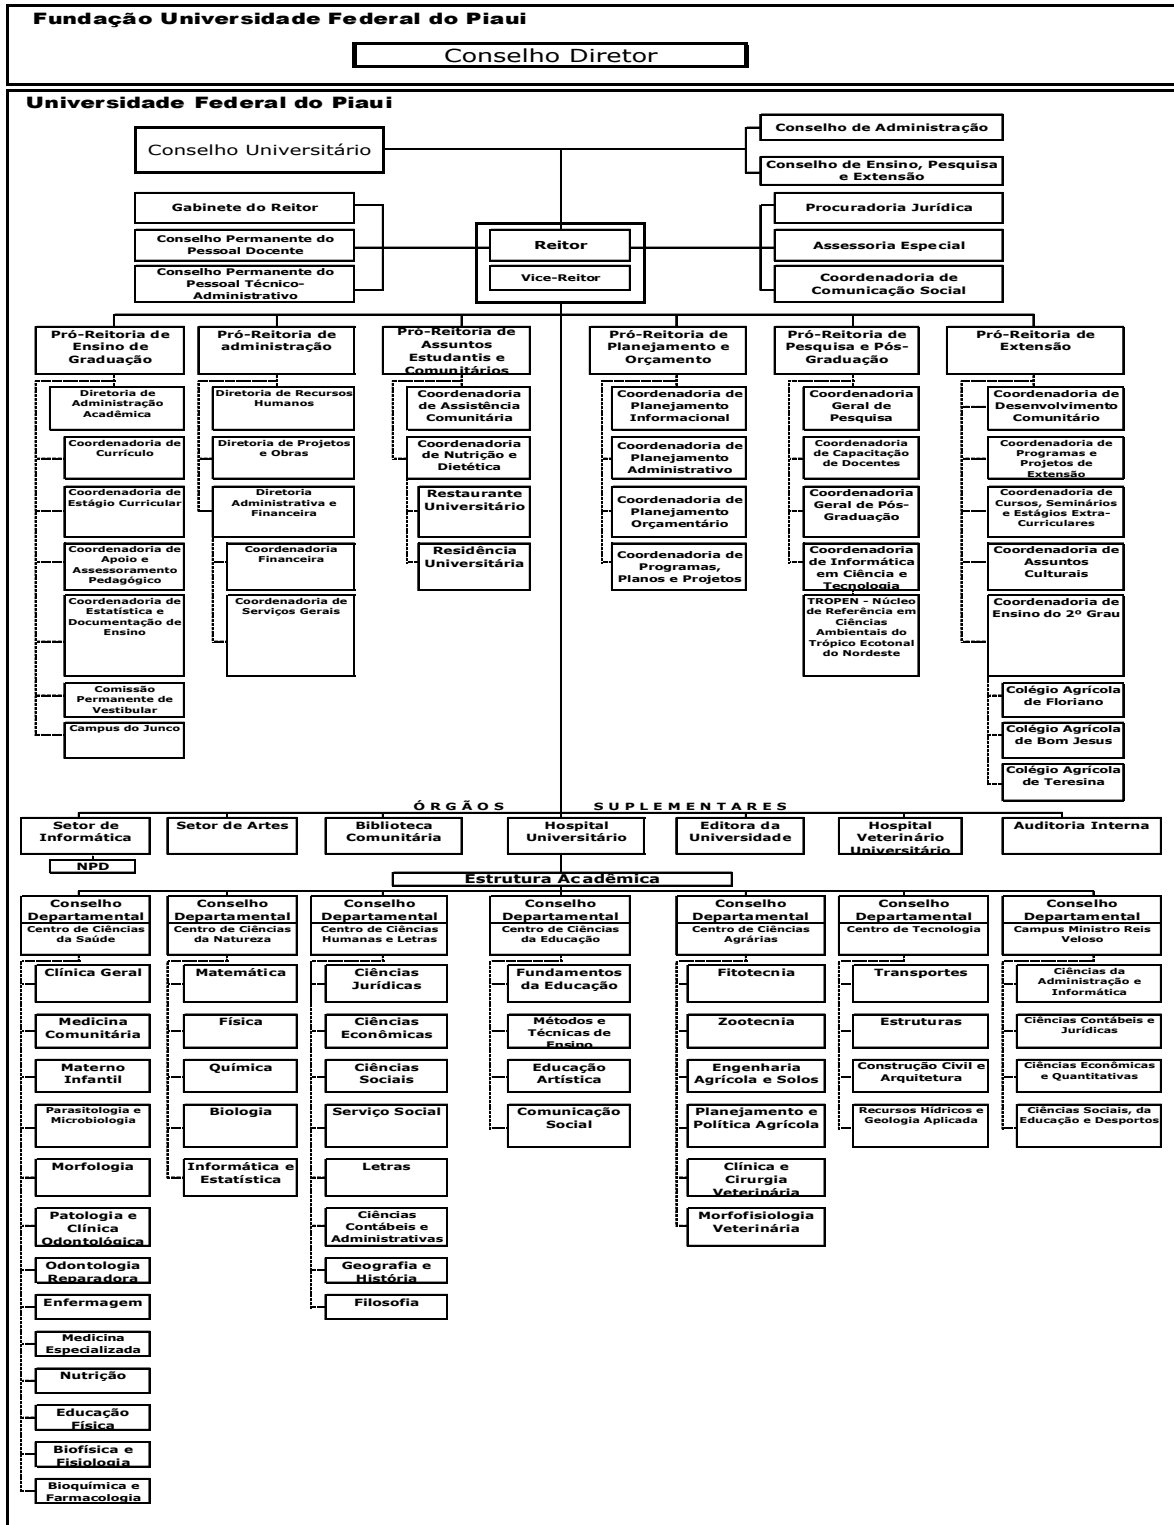 Fundação Universidade Federal do Piaui
Conselho Diretor
Universidade Federal do Piaui
Conselho Universitário
Conselho de Administração
Conselho de Ensino, Pesquisa
e Extensão
Gabinete do Reitor
Conselho Permanente do
Pessoal Docente
Conselho Permanente do
Pessoal Técnico-
Administrativo
Reitor
Vice-Reitor
Procuradoria Jurídica
Assessoria Especial
Coordenadoria de
Comunicação Social
Pró-Reitoria de
Ensino de
Graduação
Diretoria de
Administração
Acadêmica
Coordenadoria de
Currículo
Coordenadoria de
Estágio Curricular
Coordenadoria de
Apoio e
Assessoramento
Pedagógico
Coordenadoria de
Estatística e
Documentação de
Ensino
Comissão
Permanente de
Vestibular
Campus do Junco
Pró-Reitoria de
administração
Diretoria de Recursos
Humanos
Diretoria de Projetos
e Obras
Diretoria
Administrativa e
Financeira
Coordenadoria
Financeira
Coordenadoria de
Serviços Gerais
Pró-Reitoria de
Assuntos
Estudantis e
Comunitários
Coordenadoria
de Assistência
Comunitária
Coordenadoria
de Nutrição e
Dietética
Restaurante
Universitário
Residência
Universitária
Pró-Reitoria de
Planejamento e
Orçamento
Coordenadoria de
Planejamento
Informacional
Coordenadoria de
Planejamento
Administrativo
Coordenadoria de
Planejamento
Orçamentário
Coordenadoria de
Programas,
Planos e Projetos
Pró-Reitoria de
Pesquisa e Pós-
Graduação
Coordenadoria
Geral de
Pesquisa
Coordenadoria
de Capacitação
de Docentes
Coordenadoria
Geral de Pós-
Graduação
Coordenadoria
de Informática
em Ciência e
Tecnologia
TROPEN - Núcleo
de Referência em
Ciências
Ambientais do
Trópico Ecotonal
do Nordeste
Pró-Reitoria de
Extensão
Coordenadoria de
Desenvolvimento
Comunitário
Coordenadoria de
Programas e
Projetos de
Extensão
Coordenadoria de
Cursos, Seminários
e Estágios Extra-
Curriculares
Coordenadoria de
Assuntos
Culturais
Coordenadoria de
Ensino do 2º Grau
Colégio Agrícola
de Floriano
Colégio Agrícola
de Bom Jesus
Colégio Agrícola
de Teresina
ÓRGÃOS SUPLEMENTARES
Setor de
Informática
NPD
Setor de Artes
Biblioteca
Comunitária
Hospital
Universitário
Editora da
Universidade
Hospital
Veterinário
Universitário
Auditoria Interna
Estrutura Acadêmica
Conselho
Departamental
Centro de Ciências
da Saúde
Clínica Geral
Medicina
Comunitária
Materno
Infantil
Parasitologia e
Microbiologia
Morfologia
Patologia e
Clínica
Odontológica
Odontologia
Reparadora
Enfermagem
Medicina
Especializada
Nutrição
Educação
Física
Biofísica e
Fisiologia
Bioquímica e
Farmacologia
Conselho
Departamental
Centro de Ciências
da Natureza
Matemática
Física
Química
Biologia
Informática e
Estatística
Conselho
Departamental
Centro de Ciências
Humanas e Letras
Ciências
Jurídicas
Ciências
Econômicas
Ciências
Sociais
Serviço Social
Letras
Ciências
Contábeis e
Administrativas
Geografia e
História
Filosofia
Conselho
Departamental
Centro de Ciências
da Educação
Fundamentos
da Educação
Métodos e
Técnicas de
Ensino
Educação
Artística
Comunicação
Social
Conselho
Departamental
Centro de Ciências
Agrárias
Fitotecnia
Zootecnia
Engenharia
Agrícola e Solos
Planejamento e
Política Agrícola
Clínica e
Cirurgia
Veterinária
Morfofisiologia
Veterinária
Conselho
Departamental
Centro de Tecnologia
Transportes
Estruturas
Construção Civil e
Arquitetura
Recursos Hídricos e
Geologia Aplicada
Conselho
Departamental
Campus Ministro Reis
Veloso
Ciências da
Administração e
Informática
Ciências Contábeis e
Jurídicas
Ciências Econômicas
e Quantitativas
Ciências Sociais, da
Educação e Desportos